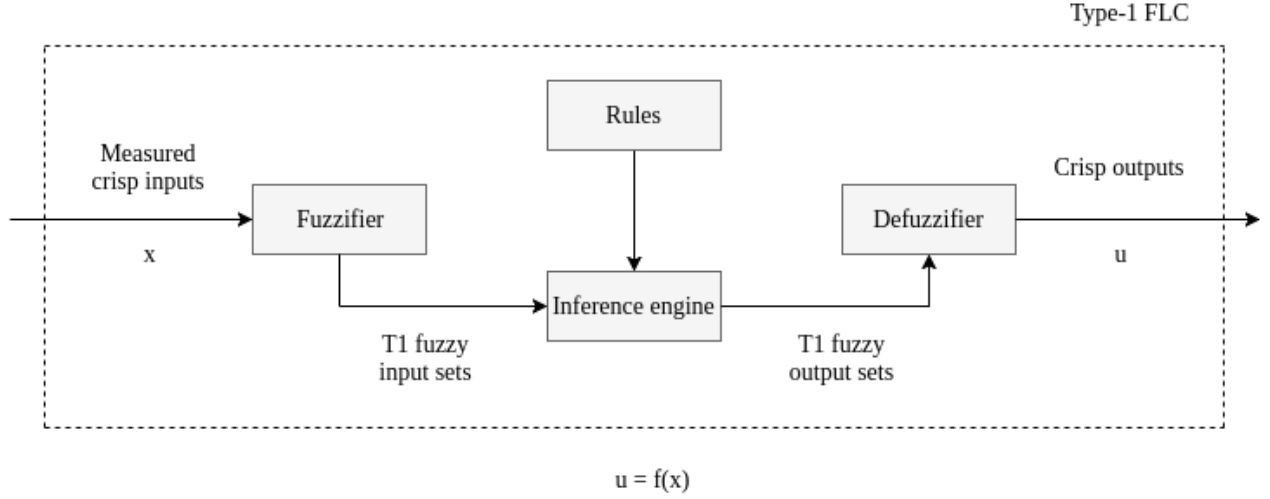 Type-1 FLC
Rules
Measured
crisp inputs
Crisp outputs
Fuzzifier
Defuzzifier
x
u
Inference engine
T1 fuzzy
input sets
T1 fuzzy
output sets
u = f(x)